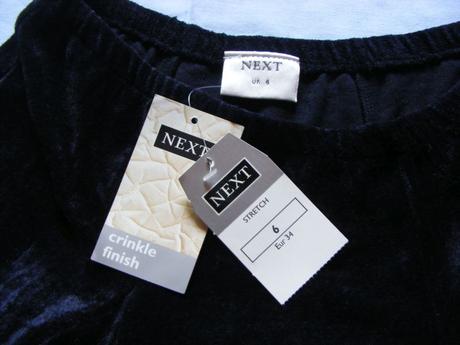 NEXT
UK 6
NEXT
crinkle
finish
NEXT
STRETCH
6
Eur 34